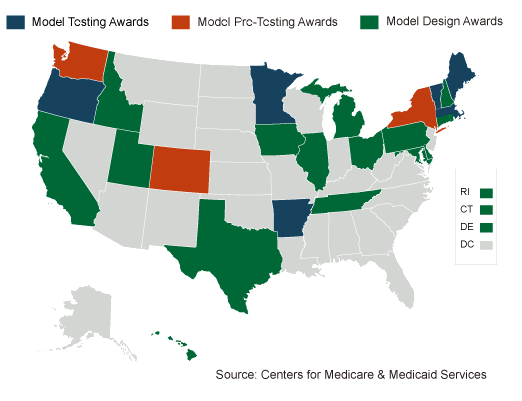 Model Tcsting Awards
Modcl Prc-Tcsting Awards
Model Design Awards
RI
CT
DE
DC
Source: Centers for Medicare & Medicaid Services